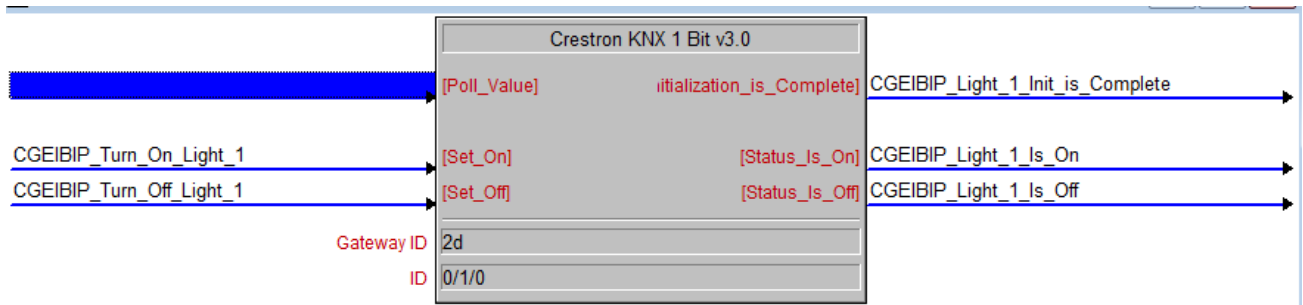 Crestron KNX 1 Bit v3.0
[Poll_Value] itialization_is_Complete] CGEIBIP_Light_1_Init_is_Complete
CGEIBIP_Turn_On_Light_1 [Set_On] [Status_Is_On] CGEIBIP_Light_1_Is_On
CGEIBIP_Turn_Off_Light_1 [Set_Off] [Status_Is_Off] CGEIBIP_Light_1_Is_Off
Gateway ID 2d
ID 0/1/0